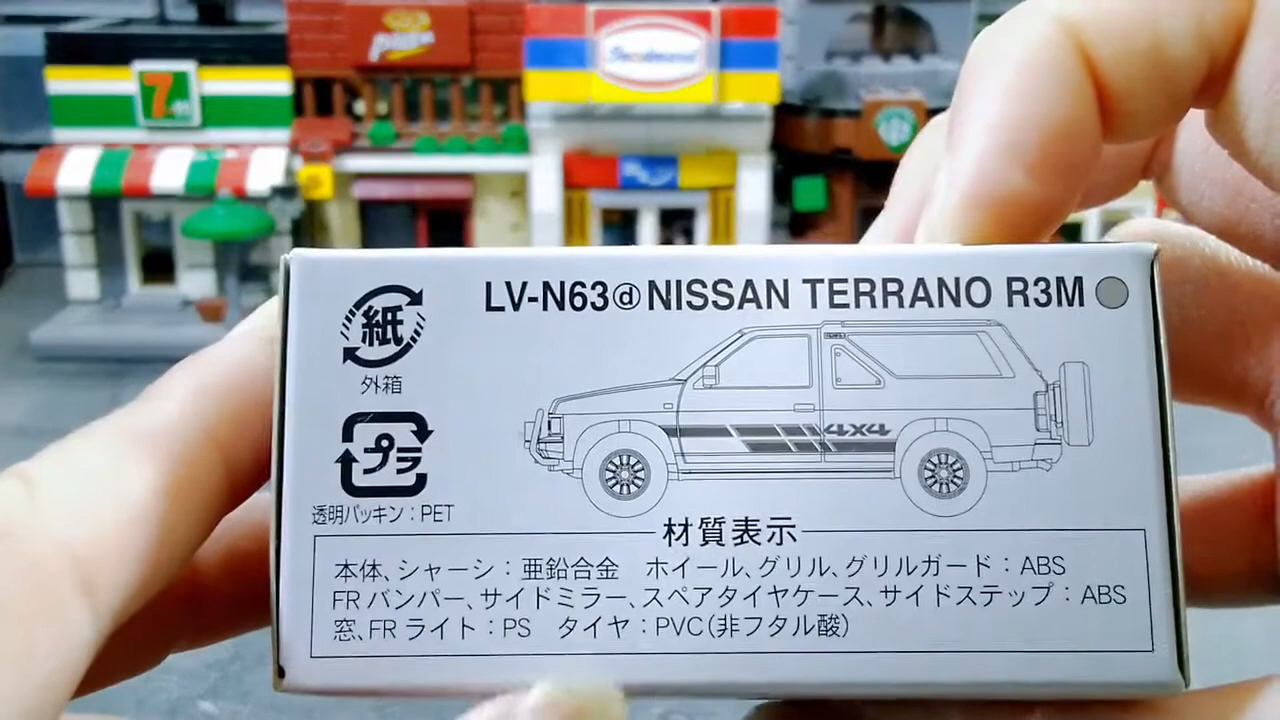 7
pizza
LV-N63ⓓ NISSAN TERRANO R3M
紙
外箱
プラ
透明パッキン：PET
4X4
材質表示
本体、シャーシ：亜鉛合金　ホイール、グリル、グリルガード：ABS
FRバンパー、サイドミラー、スペアタイヤケース、サイドステップ：ABS
窓、FRライト：PS　タイヤ：PVC（非フタル酸）